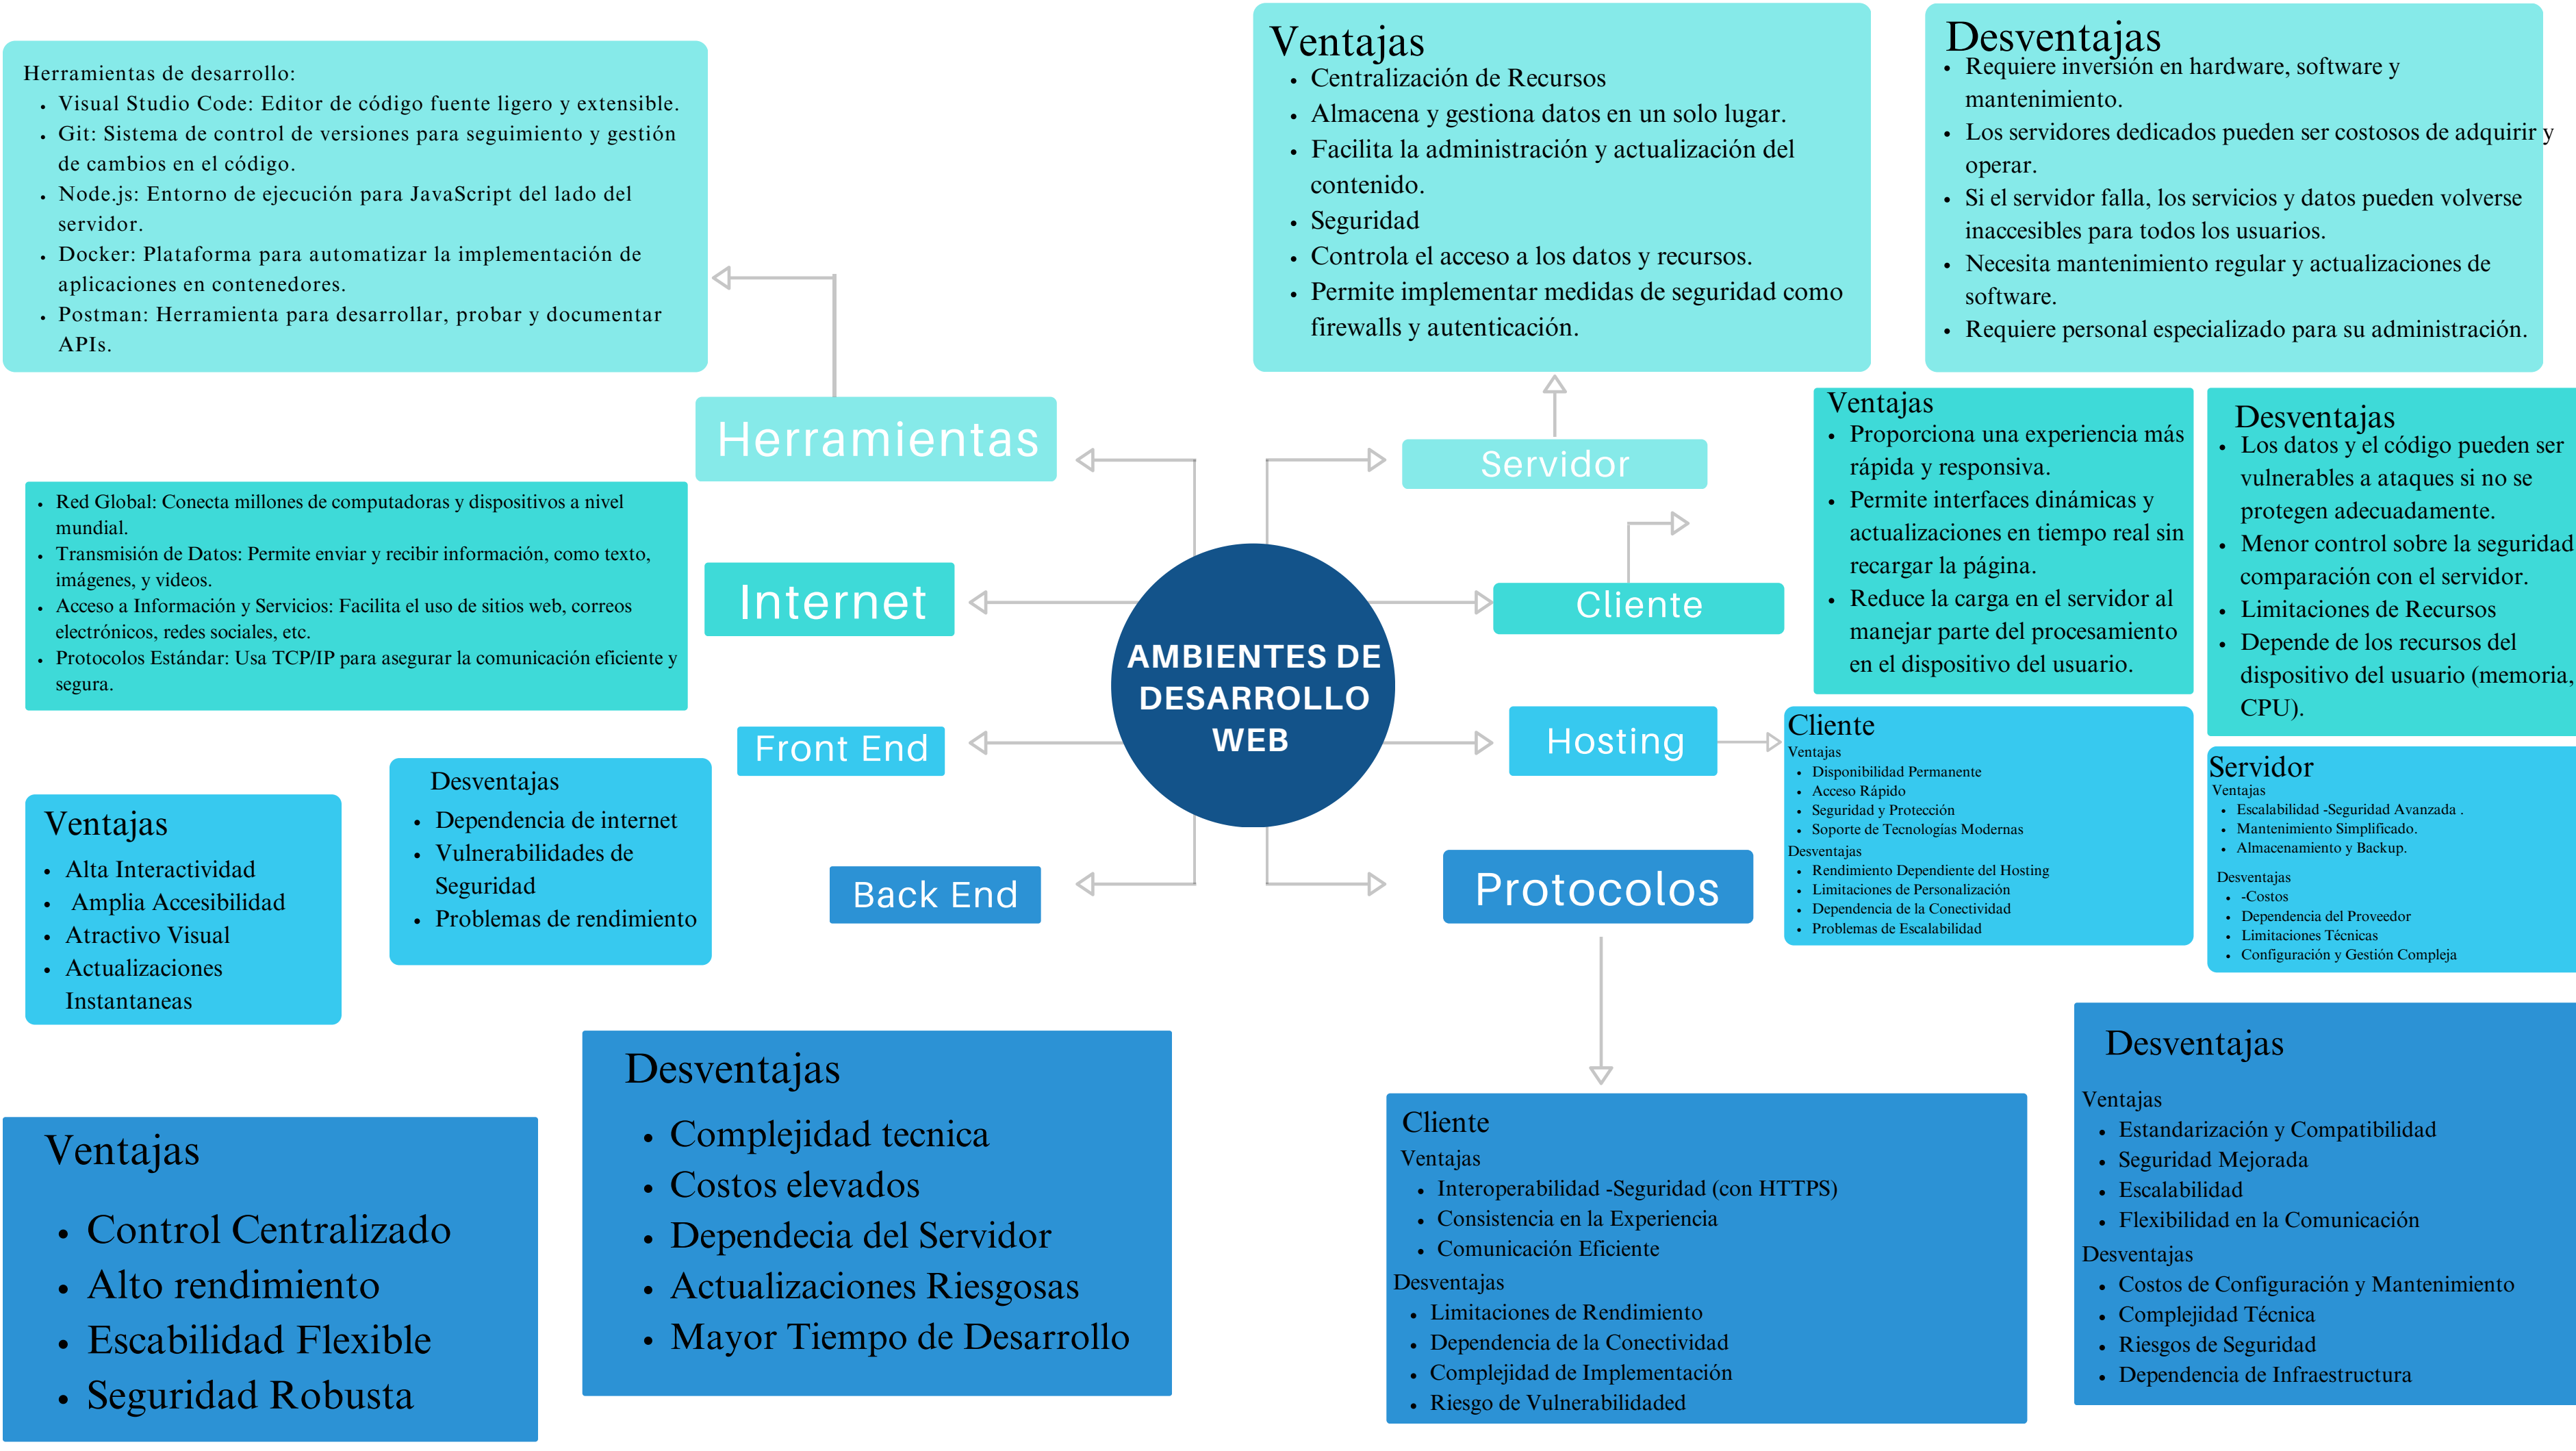 Herramientas de desarrollo:
• Visual Studio Code: Editor de código fuente ligero y extensible.
• Git: Sistema de control de versiones para seguimiento y gestión
de cambios en el código.
• Node.js: Entorno de ejecución para JavaScript del lado del
servidor.
• Docker: Plataforma para automatizar la implementación de
aplicaciones en contenedores.
• Postman: Herramienta para desarrollar, probar y documentar
APIs.
Ventajas
• Centralización de Recursos
• Almacena y gestiona datos en un solo lugar.
• Facilita la administración y actualización del
contenido.
• Seguridad
• Controla el acceso a los datos y recursos.
• Permite implementar medidas de seguridad como
firewalls y autenticación.
Desventajas
• Requiere inversión en hardware, software y
mantenimiento.
• Los servidores dedicados pueden ser costosos de adquirir y
operar.
• Si el servidor falla, los servicios y datos pueden volverse
inaccesibles para todos los usuarios.
• Necesita mantenimiento regular y actualizaciones de
software.
• Requiere personal especializado para su administración.
Herramientas
Servidor
Ventajas
• Proporciona una experiencia más
rápida y responsiva.
• Permite interfaces dinámicas y
actualizaciones en tiempo real sin
recargar la página.
• Reduce la carga en el servidor al
manejar parte del procesamiento
en el dispositivo del usuario.
Desventajas
• Los datos y el código pueden ser
vulnerables a ataques si no se
protegen adecuadamente.
• Menor control sobre la seguridad
comparación con el servidor.
• Limitaciones de Recursos
• Depende de los recursos del
dispositivo del usuario (memoria,
CPU).
• Red Global: Conecta millones de computadoras y dispositivos a nivel
mundial.
• Transmisión de Datos: Permite enviar y recibir información, como texto,
imágenes, y videos.
• Acceso a Información y Servicios: Facilita el uso de sitios web, correos
electrónicos, redes sociales, etc.
• Protocolos Estándar: Usa TCP/IP para asegurar la comunicación eficiente y
segura.
Internet
Cliente
AMBIENTES DE
DESARROLLO
WEB
Front End
Hosting
Cliente
Ventajas
• Disponibilidad Permanente
• Acceso Rápido
• Seguridad y Protección
• Soporte de Tecnologías Modernas
Desventajas
• Rendimiento Dependiente del Hosting
• Limitaciones de Personalización
• Dependencia de la Conectividad
• Problemas de Escalabilidad
Servidor
Ventajas
• Escalabilidad -Seguridad Avanzada .
• Mantenimiento Simplificado.
• Almacenamiento y Backup.
Desventajas
• -Costos
• Dependencia del Proveedor
• Limitaciones Técnicas
• Configuración y Gestión Compleja
Ventajas
• Alta Interactividad
• Amplia Accesibilidad
• Atractivo Visual
• Actualizaciones
Instantaneas
Desventajas
• Dependencia de internet
• Vulnerabilidades de
Seguridad
• Problemas de rendimiento
Back End
Protocolos
Ventajas
• Control Centralizado
• Alto rendimiento
• Escabilidad Flexible
• Seguridad Robusta
Desventajas
• Complejidad tecnica
• Costos elevados
• Dependecia del Servidor
• Actualizaciones Riesgosas
• Mayor Tiempo de Desarrollo
Cliente
Ventajas
• Interoperabilidad -Seguridad (con HTTPS)
• Consistencia en la Experiencia
• Comunicación Eficiente
Desventajas
• Limitaciones de Rendimiento
• Dependencia de la Conectividad
• Complejidad de Implementación
• Riesgo de Vulnerabilidaded
Desventajas
Ventajas
• Estandarización y Compatibilidad
• Seguridad Mejorada
• Escalabilidad
• Flexibilidad en la Comunicación
Desventajas
• Costos de Configuración y Mantenimiento
• Complejidad Técnica
• Riesgos de Seguridad
• Dependencia de Infraestructura